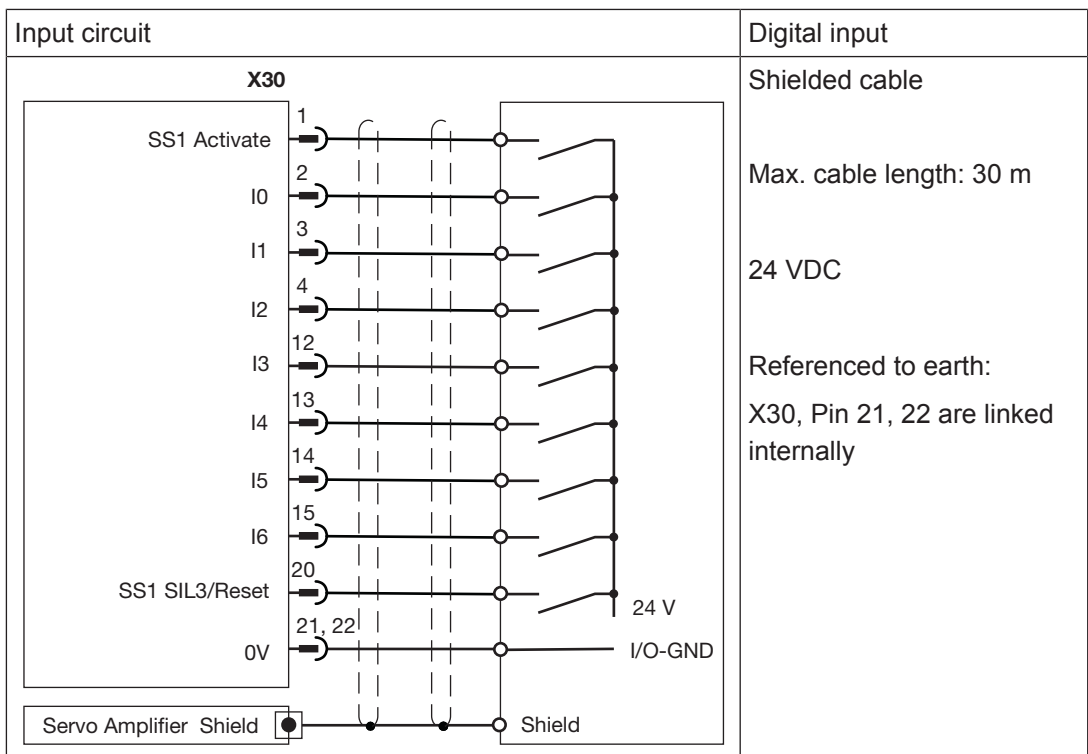 Input circuit
Digital input
X30
SS1 Activate
1
I0
2
I1
3
I2
4
I3
12
I4
13
I5
14
I6
15
SS1 SIL3/Reset
20
24 V
0V
21, 22
I/O-GND
Servo Amplifier Shield
Shield
Shielded cable
Max. cable length: 30 m
24 VDC
Referenced to earth:
X30, Pin 21, 22 are linked
internally